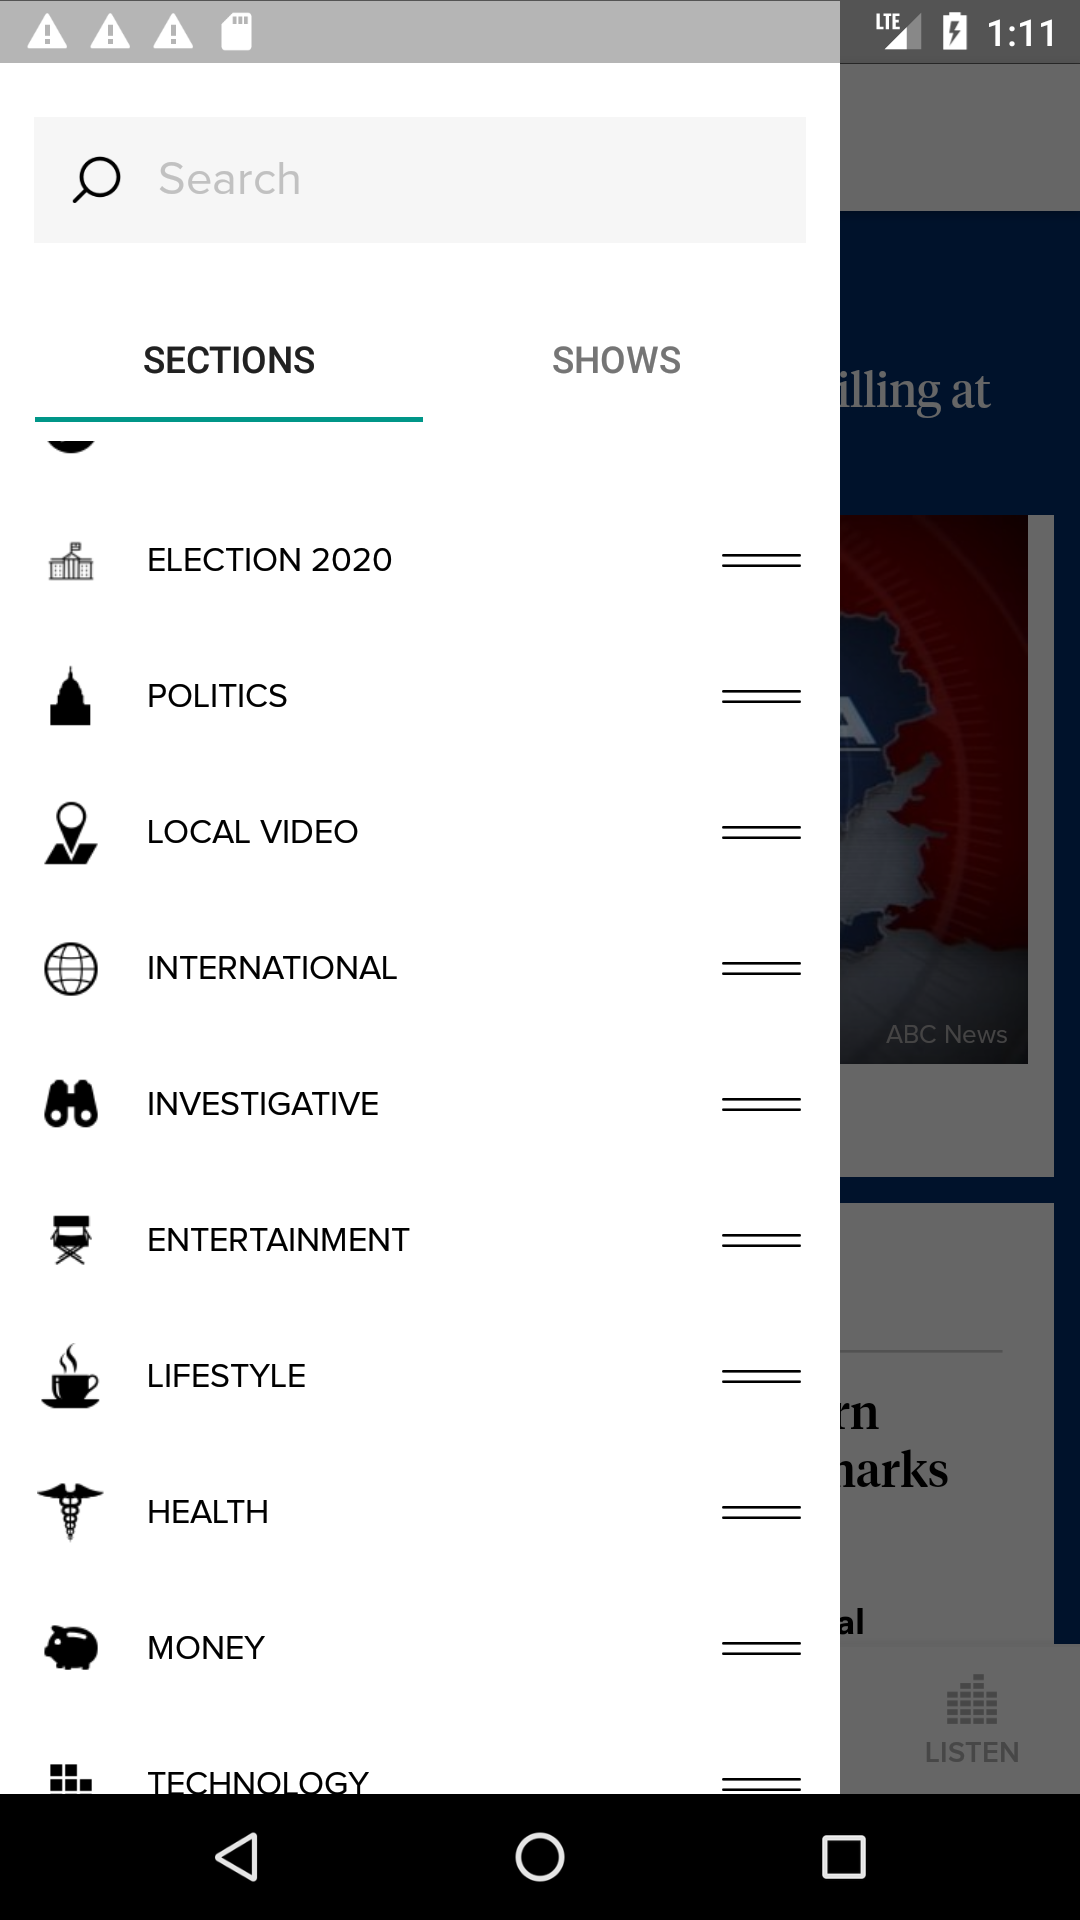 LTE 1:11
Search
SECTIONS SHOWS
illing at
ELECTION 2020
POLITICS
LOCAL VIDEO
INTERNATIONAL
ABC News
INVESTIGATIVE
ENTERTAINMENT
LIFESTYLE
rn
narks
HEALTH
al
MONEY
LISTEN
TECHNOLOGY